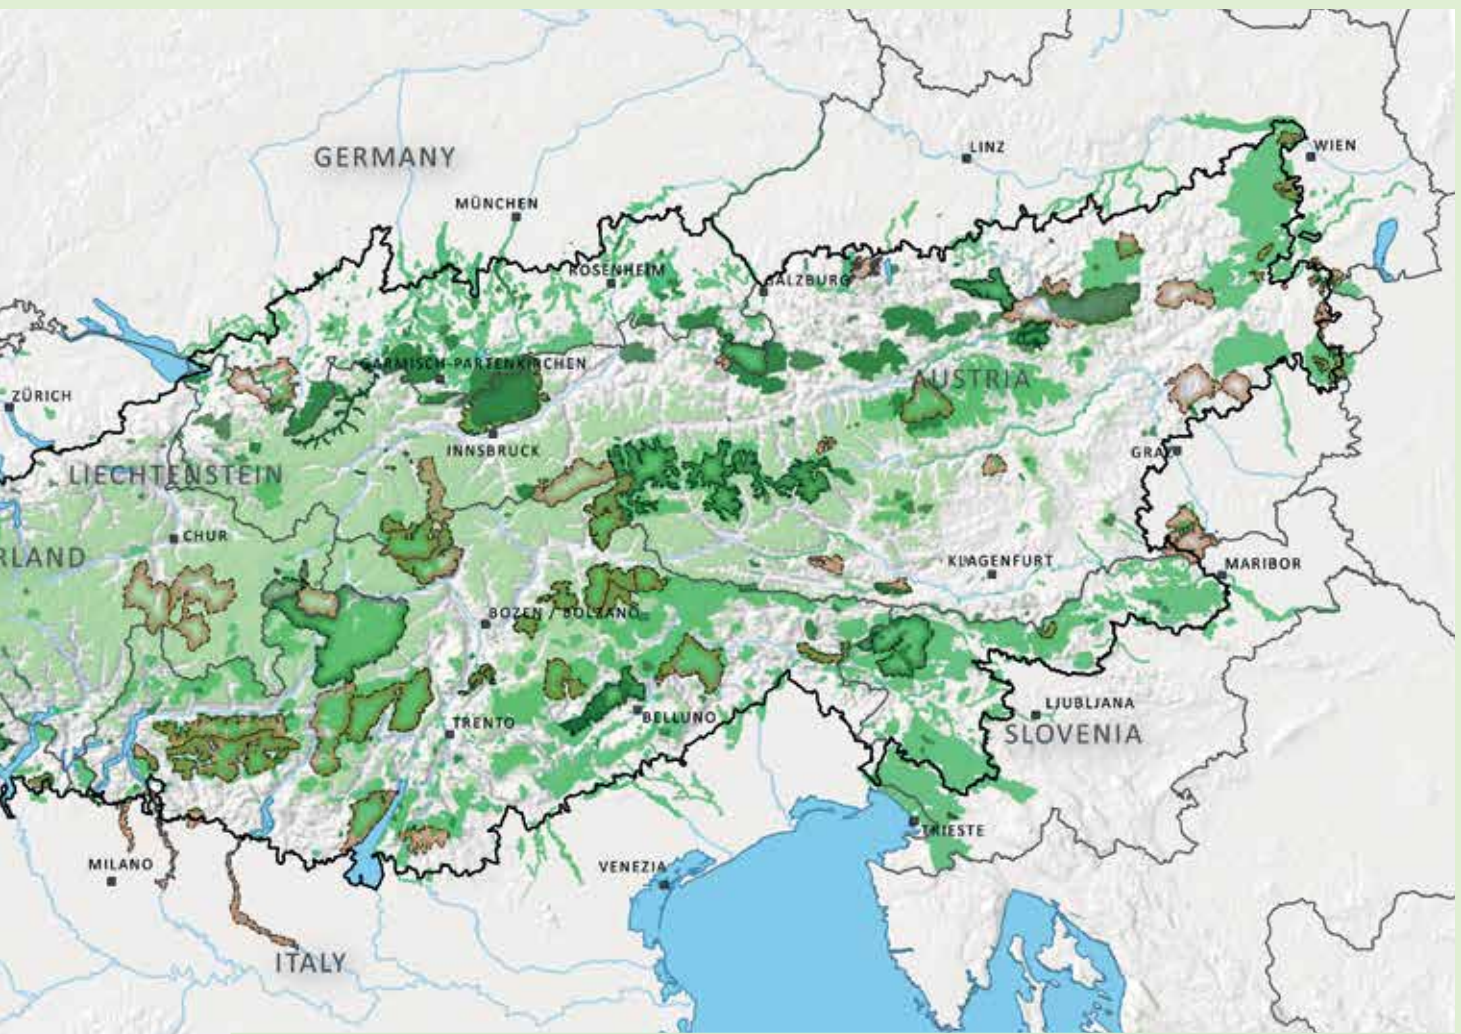 LINZ
WIEN
GERMANY
MÜNCHEN
ROSENHEIM
SALZBURG
GARMISCH-PARTENKIRCHEN
AUSTRIA
ZÜRICH
INNSBRUCK
GRAZ
LIECHTENSTEIN
CHUR
RLAND
KLAGENFURT
MARIBOR
BOZEN / BOLZANO
LJUBLJANA
TRENTO
BELLUNO
SLOVENIA
TRIESTE
MILANO
VENEZIA
ITALY